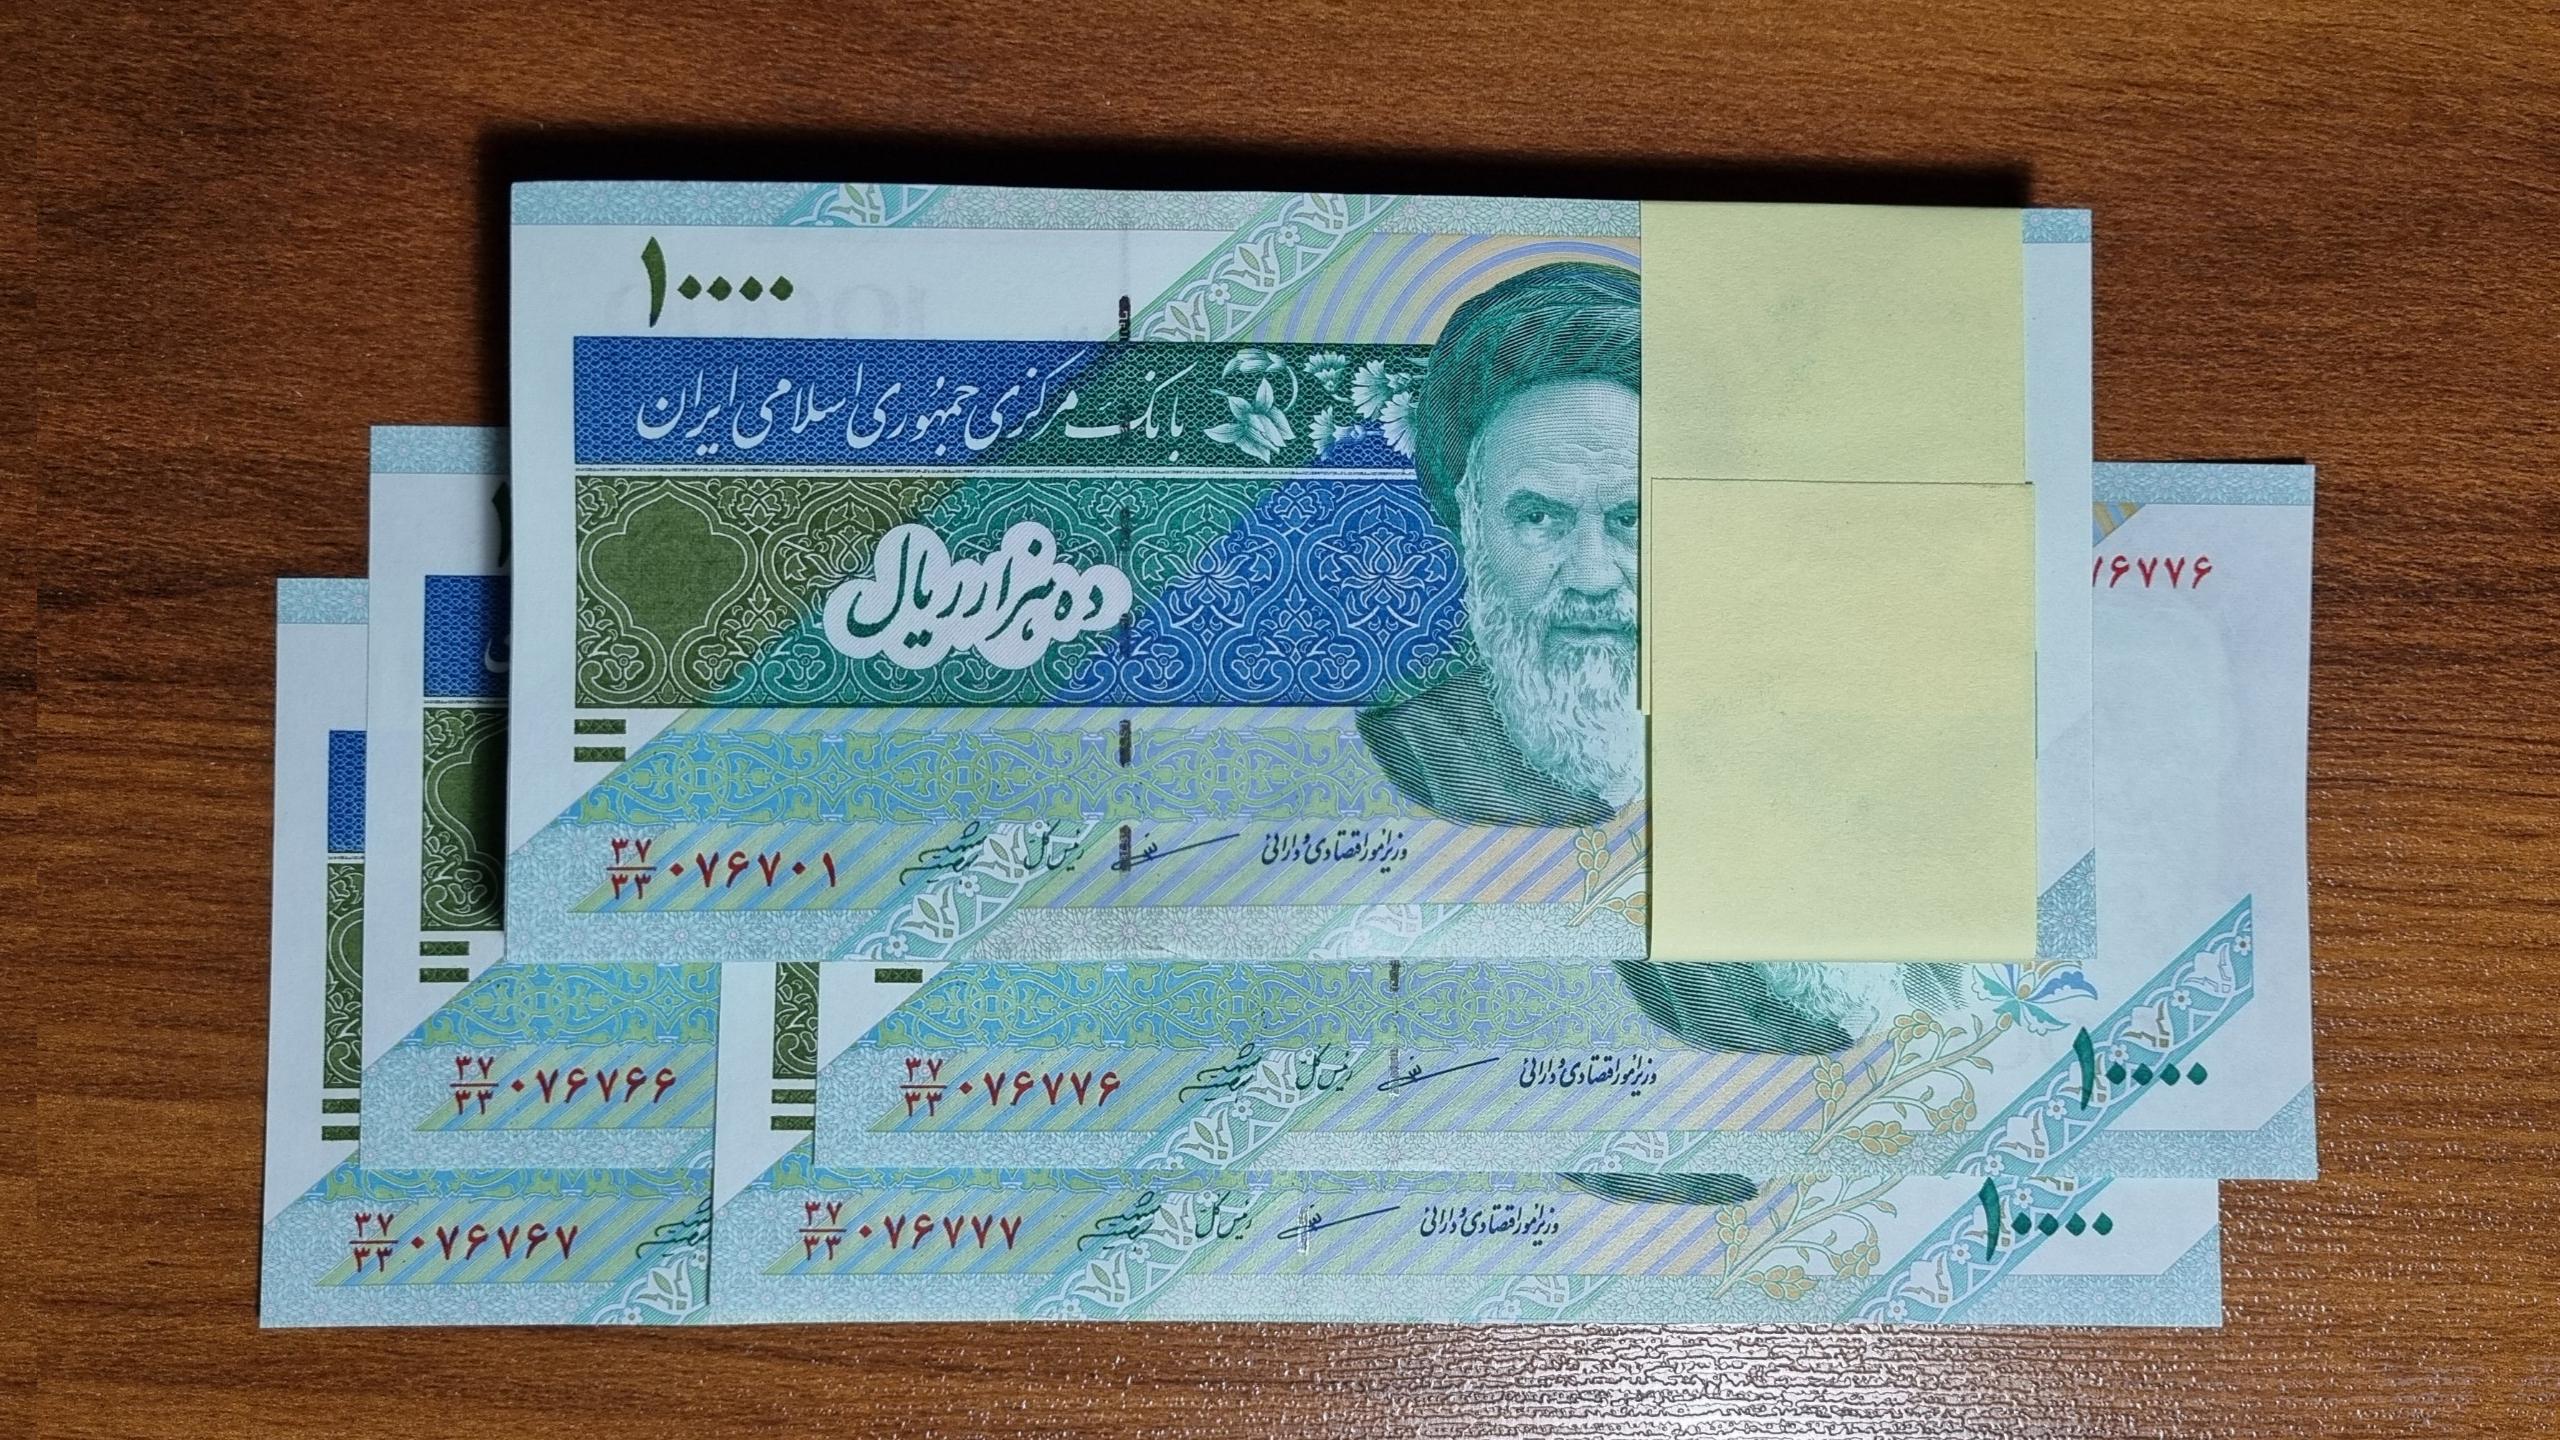 ۱۰۰۰۰
بانک مرکزی جمهوری اسلامی ایران
ده هزار ریال
۳۷/۳۳ ۰۷۶۷۰۱
رئیس کل
وزیر امور اقتصادی و دارائی
۷۶۷۷۶
۳۷/۳۳ ۰۷۶۷۶۶
۳۷/۳۳ ۰۷۶۷۷۶
رئیس کل
وزیر امور اقتصادی و دارائی
۱۰۰۰۰
۳۷/۳۳ ۰۷۶۷۶۷
۳۷/۳۳ ۰۷۶۷۷۷
رئیس کل
وزیر امور اقتصادی و دارائی
۱۰۰۰۰